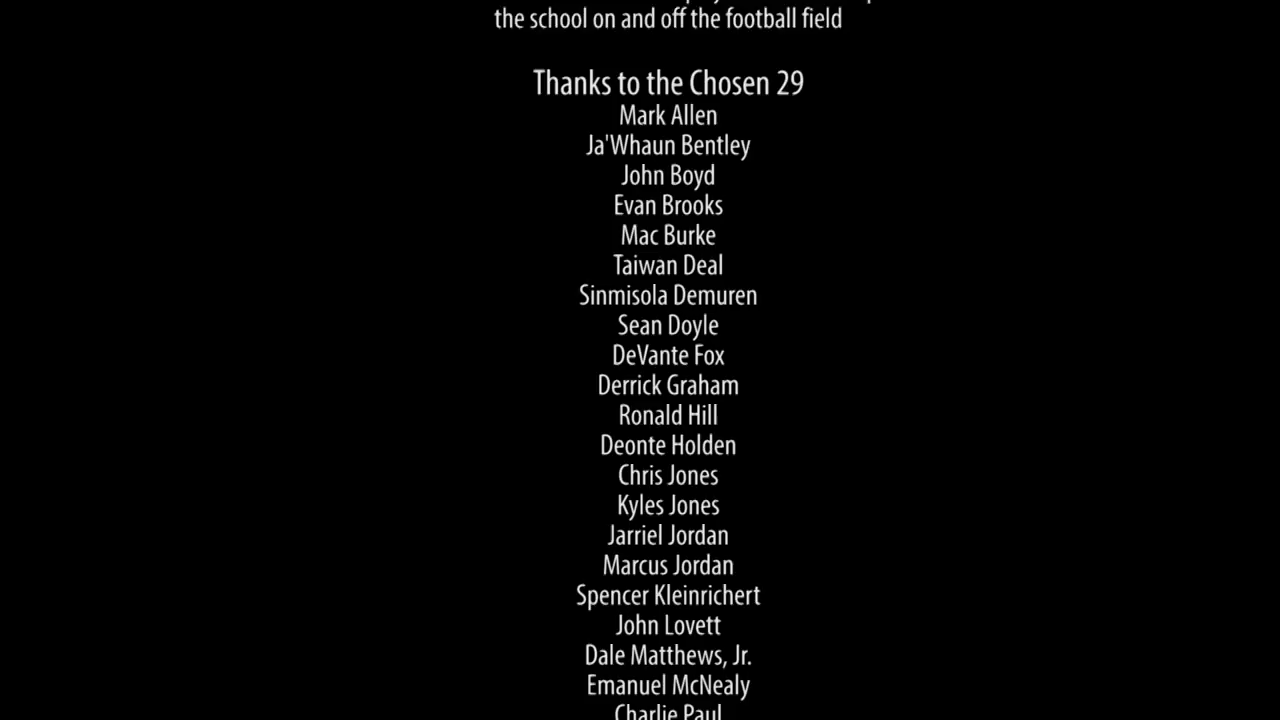 the school on and off the football field
Thanks to the Chosen 29
Mark Allen
Ja'Whaun Bentley
John Boyd
Evan Brooks
Mac Burke
Taiwan Deal
Sinmisola Demuren
Sean Doyle
DeVante Fox
Derrick Graham
Ronald Hill
Deonte Holden
Chris Jones
Kyles Jones
Jarriel Jordan
Marcus Jordan
Spencer Kleinrichert
John Lovett
Dale Matthews, Jr.
Emanuel McNealy
Charlie Paul